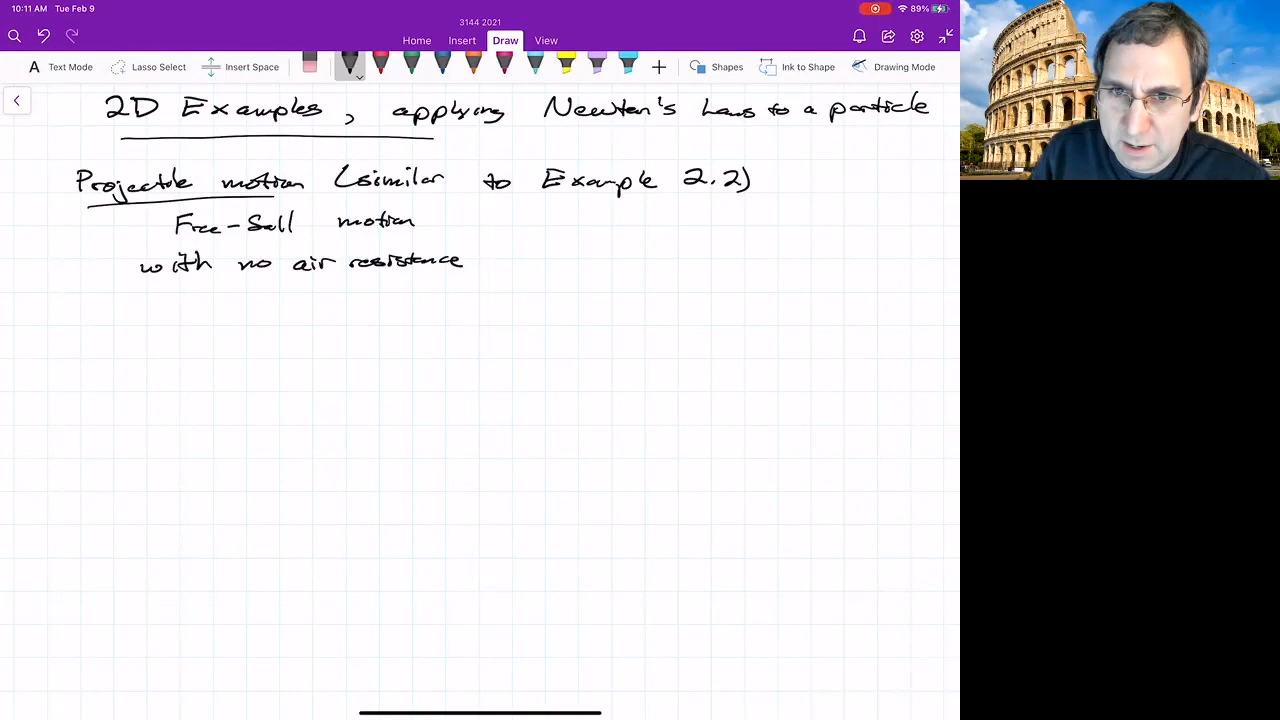 10:11 AM Tue Feb 9
89%
3144 2021
Home Insert Draw View
Text Mode Lasso Select Insert Space Shapes Ink to Shape Drawing Mode
2D Examples, applying Newton's Laws to a particle
Projectile motion (similar to Example 2.2)
Free-fall motion
with no air resistance